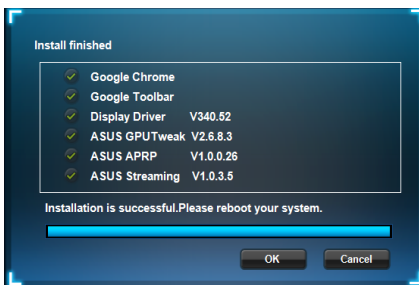 Install finished
Google Chrome
Google Toolbar
Display Driver V340.52
ASUS GPUTweak V2.6.8.3
ASUS APRP V1.0.0.26
ASUS Streaming V1.0.3.5
Installation is successful.Please reboot your system.
OK Cancel